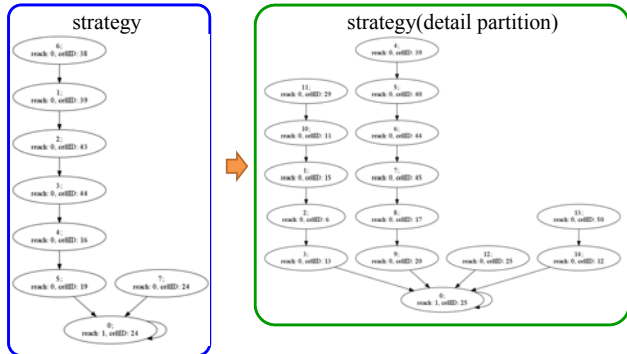 strategy
6;
reach: 0, cellID: 38
1;
reach: 0, cellID: 39
2;
reach: 0, cellID: 43
3;
reach: 0, cellID: 44
4;
reach: 0, cellID: 16
5;
reach: 0, cellID: 19
7;
reach: 0, cellID: 24
0;
reach: 1, cellID: 24
strategy(detail partition)
4;
reach: 0, cellID: 39
11;
reach: 0, cellID: 29
5;
reach: 0, cellID: 40
10;
reach: 0, cellID: 11
6;
reach: 0, cellID: 44
1;
reach: 0, cellID: 15
7;
reach: 0, cellID: 45
2;
reach: 0, cellID: 6
8;
reach: 0, cellID: 17
13;
reach: 0, cellID: 50
3;
reach: 0, cellID: 13
9;
reach: 0, cellID: 20
12;
reach: 0, cellID: 25
14;
reach: 0, cellID: 12
0;
reach: 1, cellID: 25